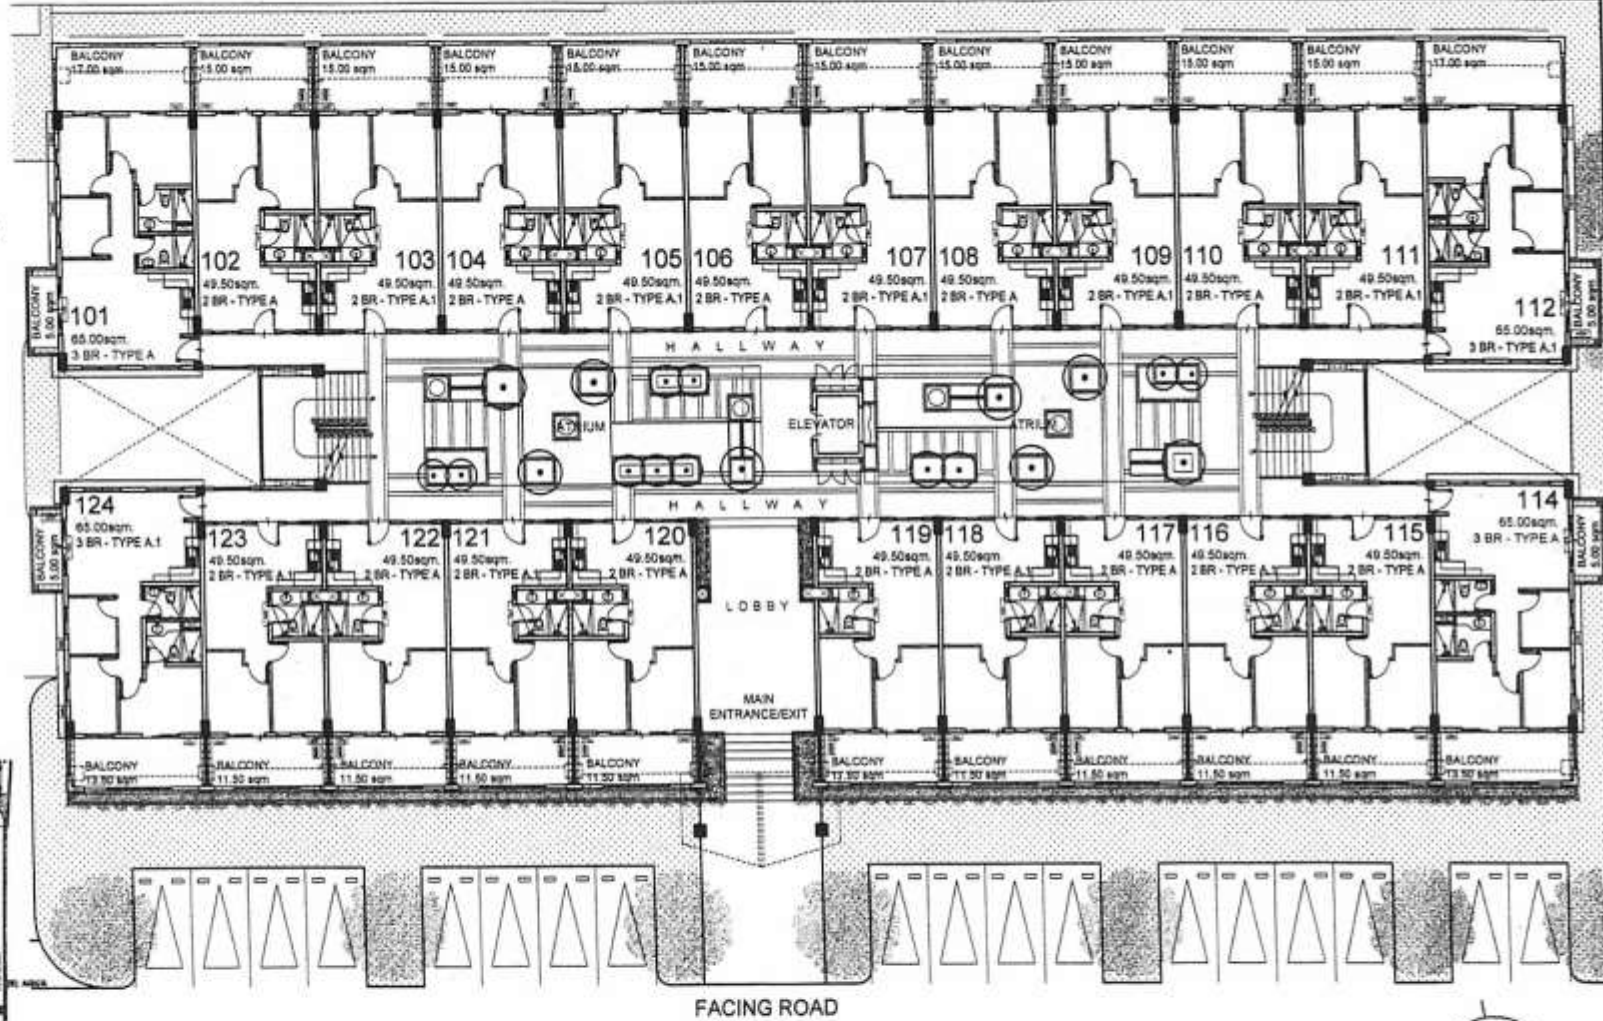 BALCONY
17.00 sqm
BALCONY
15.00 sqm
BALCONY
15.00 sqm
BALCONY
15.00 sqm
BALCONY
15.00 sqm
BALCONY
15.00 sqm
BALCONY
15.00 sqm
BALCONY
15.00 sqm
BALCONY
15.00 sqm
BALCONY
15.00 sqm
BALCONY
15.00 sqm
BALCONY
17.00 sqm
BALCONY
5.00 sqm
101
65.00sqm.
3 BR - TYPE A
102
49.50sqm.
2 BR - TYPE A
103
49.50sqm.
2 BR - TYPE A.1
104
49.50sqm.
2 BR - TYPE A
105
49.50sqm.
2 BR - TYPE A.1
106
49.50sqm.
2 BR - TYPE A
107
49.50sqm.
2 BR - TYPE A.1
108
49.50sqm.
2 BR - TYPE A
109
49.50sqm.
2 BR - TYPE A.1
110
49.50sqm.
2 BR - TYPE A
111
49.50sqm.
2 BR - TYPE A.1
112
65.00sqm.
3 BR - TYPE A.1
BALCONY
5.00 sqm
HALLWAY
ATRIUM
ELEVATOR
ATRIUM
HALLWAY
BALCONY
5.00 sqm
124
65.00sqm.
3 BR - TYPE A.1
123
49.50sqm.
2 BR - TYPE A.1
122
49.50sqm.
2 BR - TYPE A
121
49.50sqm.
2 BR - TYPE A.1
120
49.50sqm.
2 BR - TYPE A
119
49.50sqm.
2 BR - TYPE A
118
49.50sqm.
2 BR - TYPE A.1
117
49.50sqm.
2 BR - TYPE A
116
49.50sqm.
2 BR - TYPE A.1
115
49.50sqm.
2 BR - TYPE A
114
65.00sqm.
3 BR - TYPE A
BALCONY
5.00 sqm
LOBBY
MAIN
ENTRANCE/EXIT
BALCONY
13.50 sqm
BALCONY
11.50 sqm
BALCONY
11.50 sqm
BALCONY
11.50 sqm
BALCONY
11.50 sqm
BALCONY
11.50 sqm
BALCONY
11.50 sqm
BALCONY
11.50 sqm
BALCONY
11.50 sqm
BALCONY
13.50 sqm
AREA
FACING ROAD